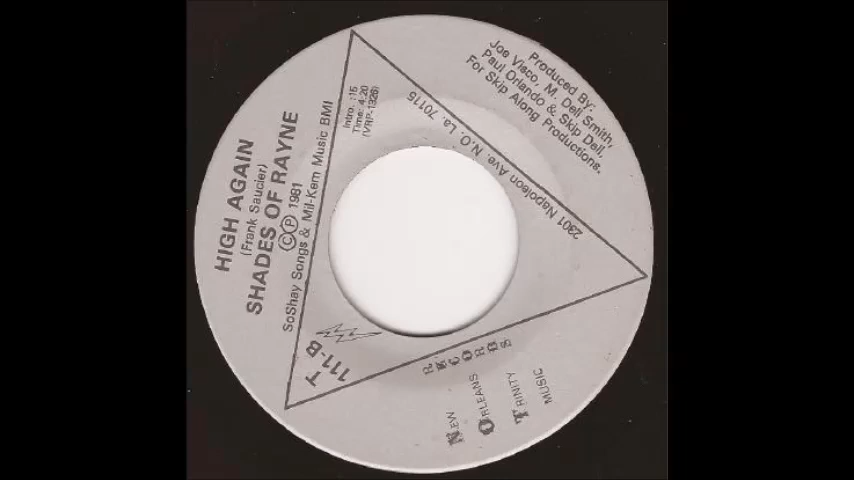 HIGH AGAIN
(Frank Saucier)
SHADES OF RAYNE
© ℗ 1981
SoShay Songs & Mil-Kem Music BMI
Intro. :15
Time: 4:20
(VRP-1326)
T
111-B
2301 Napoleon Ave. N.O. La. 70115
Produced By:
Joe Visco, M. Dell Smith,
Paul Orlando & Skip Dell,
For Skip Along Productions.
NEW
ORLEANS
TRINITY
MUSIC
RECORDS